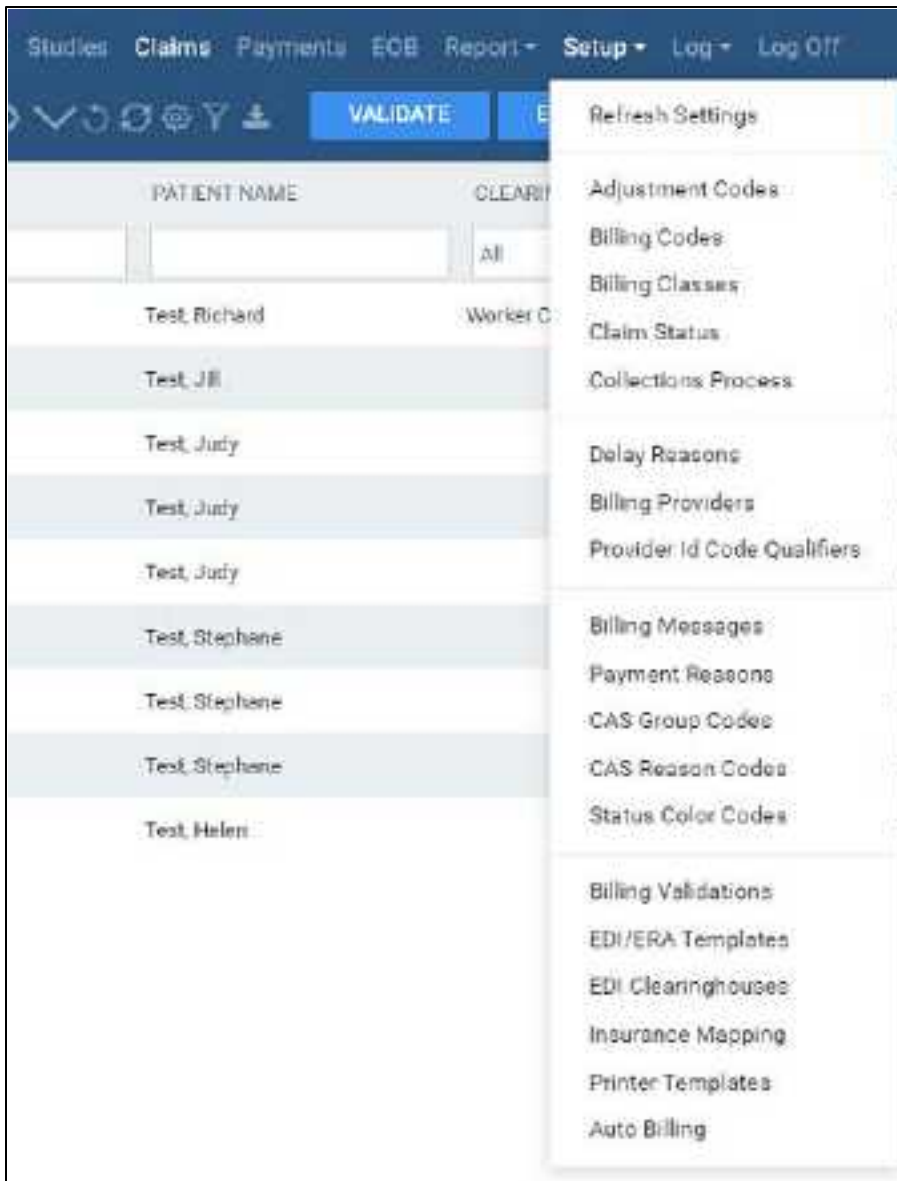 Studies Claims Payments EOB Report Setup Log Log Off
VALIDATE E
PATIENT NAME CLEARIN
All
Test, Richard Worker C
Test, Jill
Test, Judy
Test, Judy
Test, Judy
Test, Stephane
Test, Stephane
Test, Stephane
Test, Helen
Refresh Settings
Adjustment Codes
Billing Codes
Billing Classes
Claim Status
Collections Process
Delay Reasons
Billing Providers
Provider Id Code Qualifiers
Billing Messages
Payment Reasons
CAS Group Codes
CAS Reason Codes
Status Color Codes
Billing Validations
EDI/ERA Templates
EDI Clearinghouses
Insurance Mapping
Printer Templates
Auto Billing